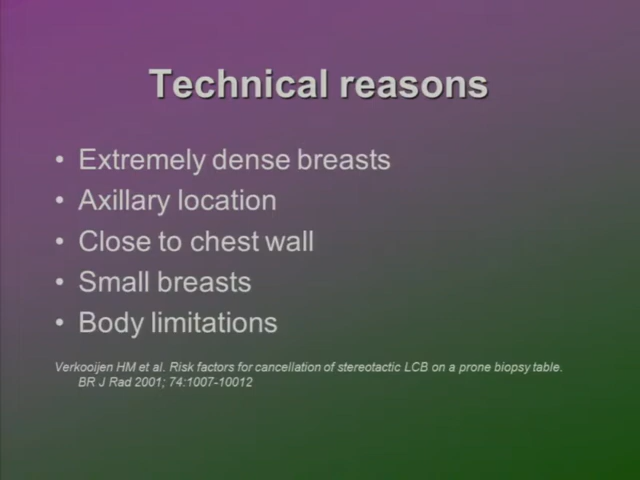 Technical reasons
• Extremely dense breasts
• Axillary location
• Close to chest wall
• Small breasts
• Body limitations
Verkooijen HM et al. Risk factors for cancellation of stereotactic LCB on a prone biopsy table.
BR J Rad 2001; 74:1007-10012